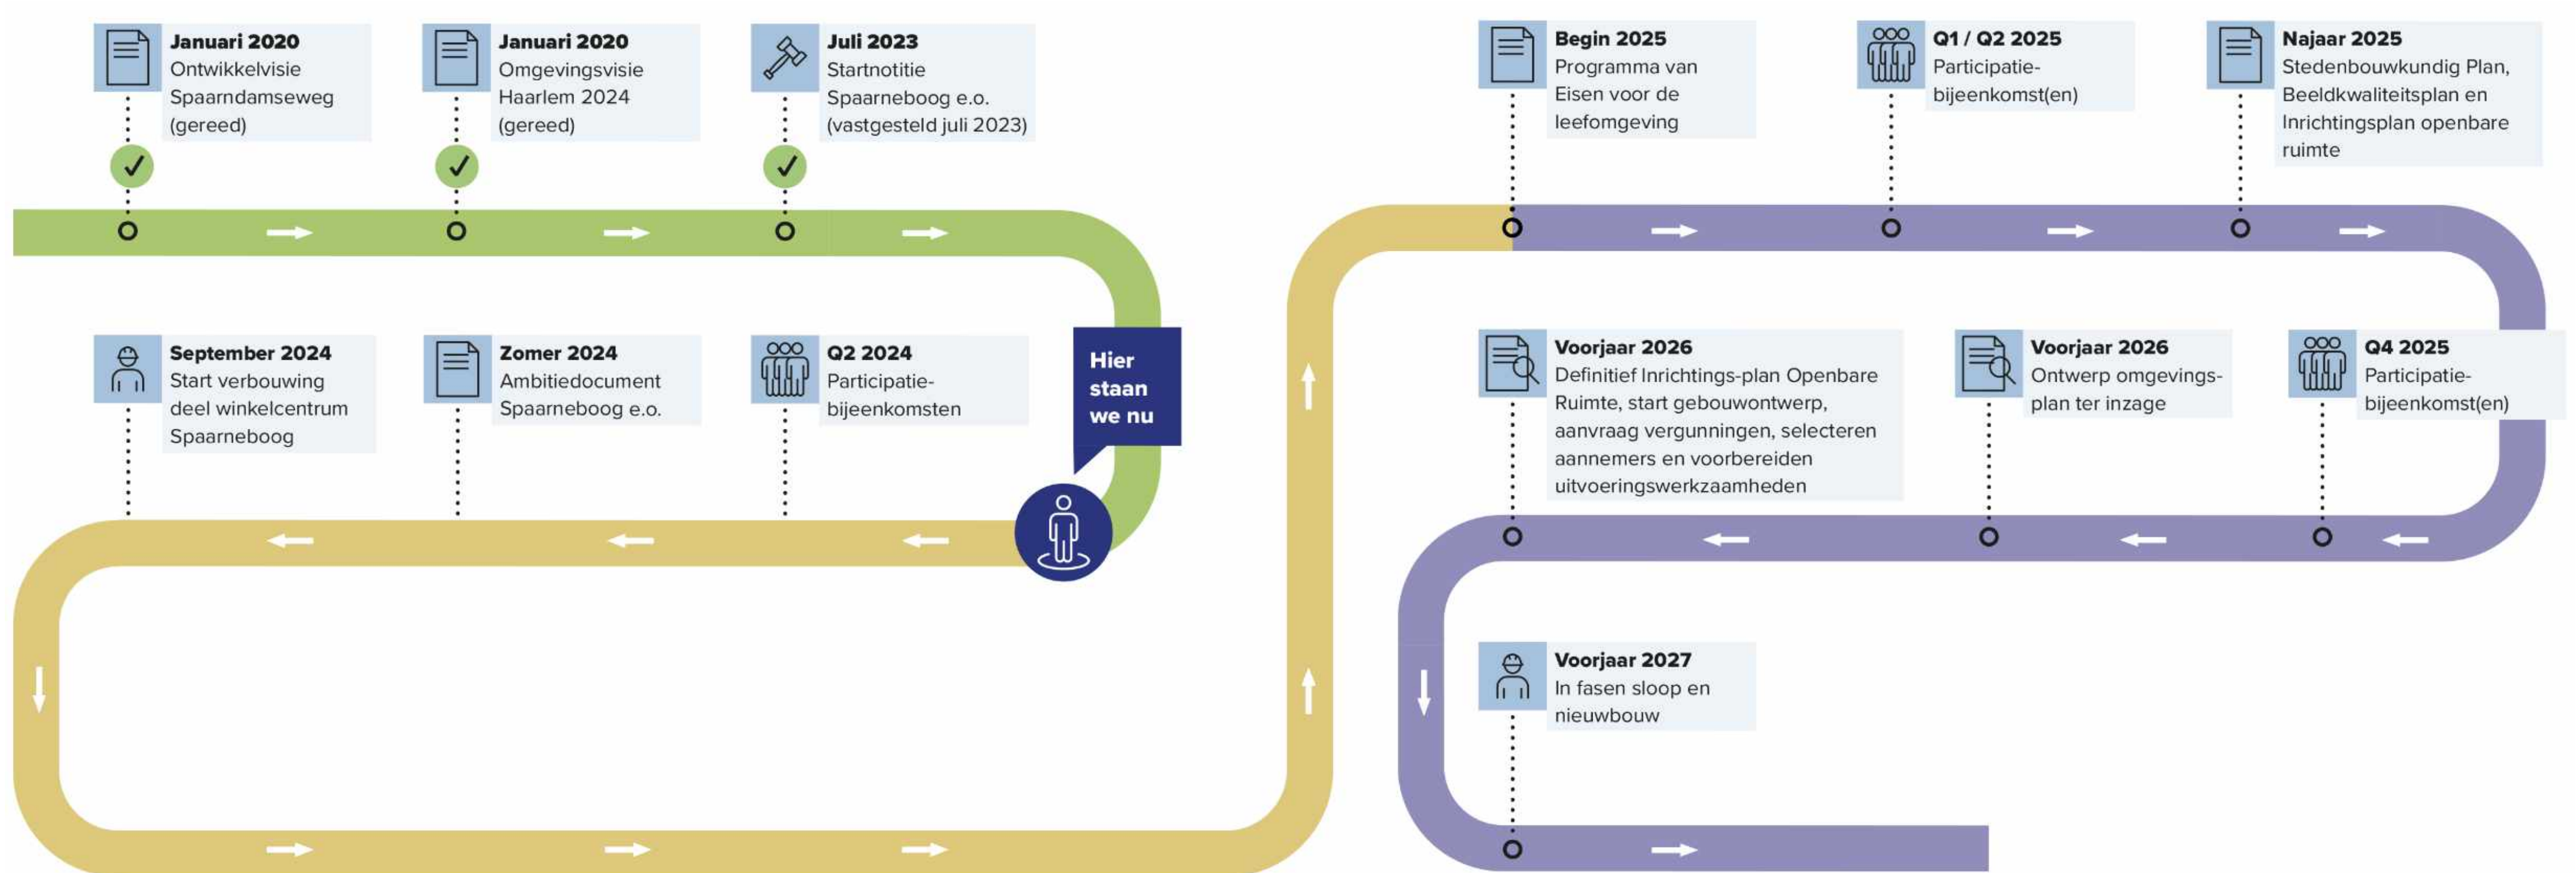 Januari 2020
Ontwikkelvisie
Spaarndamseweg
(gereed)
Januari 2020
Omgevingsvisie
Haarlem 2024
(gereed)
Juli 2023
Startnotitie
Spaarneboog e.o.
(vastgesteld juli 2023)
Hier
staan
we nu
Q2 2024
Participatie-
bijeenkomsten
Zomer 2024
Ambitiedocument
Spaarneboog e.o.
September 2024
Start verbouwing
deel winkelcentrum
Spaarneboog
Begin 2025
Programma van
Eisen voor de
leefomgeving
Q1 / Q2 2025
Participatie-
bijeenkomst(en)
Najaar 2025
Stedenbouwkundig Plan,
Beeldkwaliteitsplan en
Inrichtingsplan openbare
ruimte
Q4 2025
Participatie-
bijeenkomst(en)
Voorjaar 2026
Ontwerp omgevings-
plan ter inzage
Voorjaar 2026
Definitief Inrichtings-plan Openbare
Ruimte, start gebouwontwerp,
aanvraag vergunningen, selecteren
aannemers en voorbereiden
uitvoeringswerkzaamheden
Voorjaar 2027
In fasen sloop en
nieuwbouw